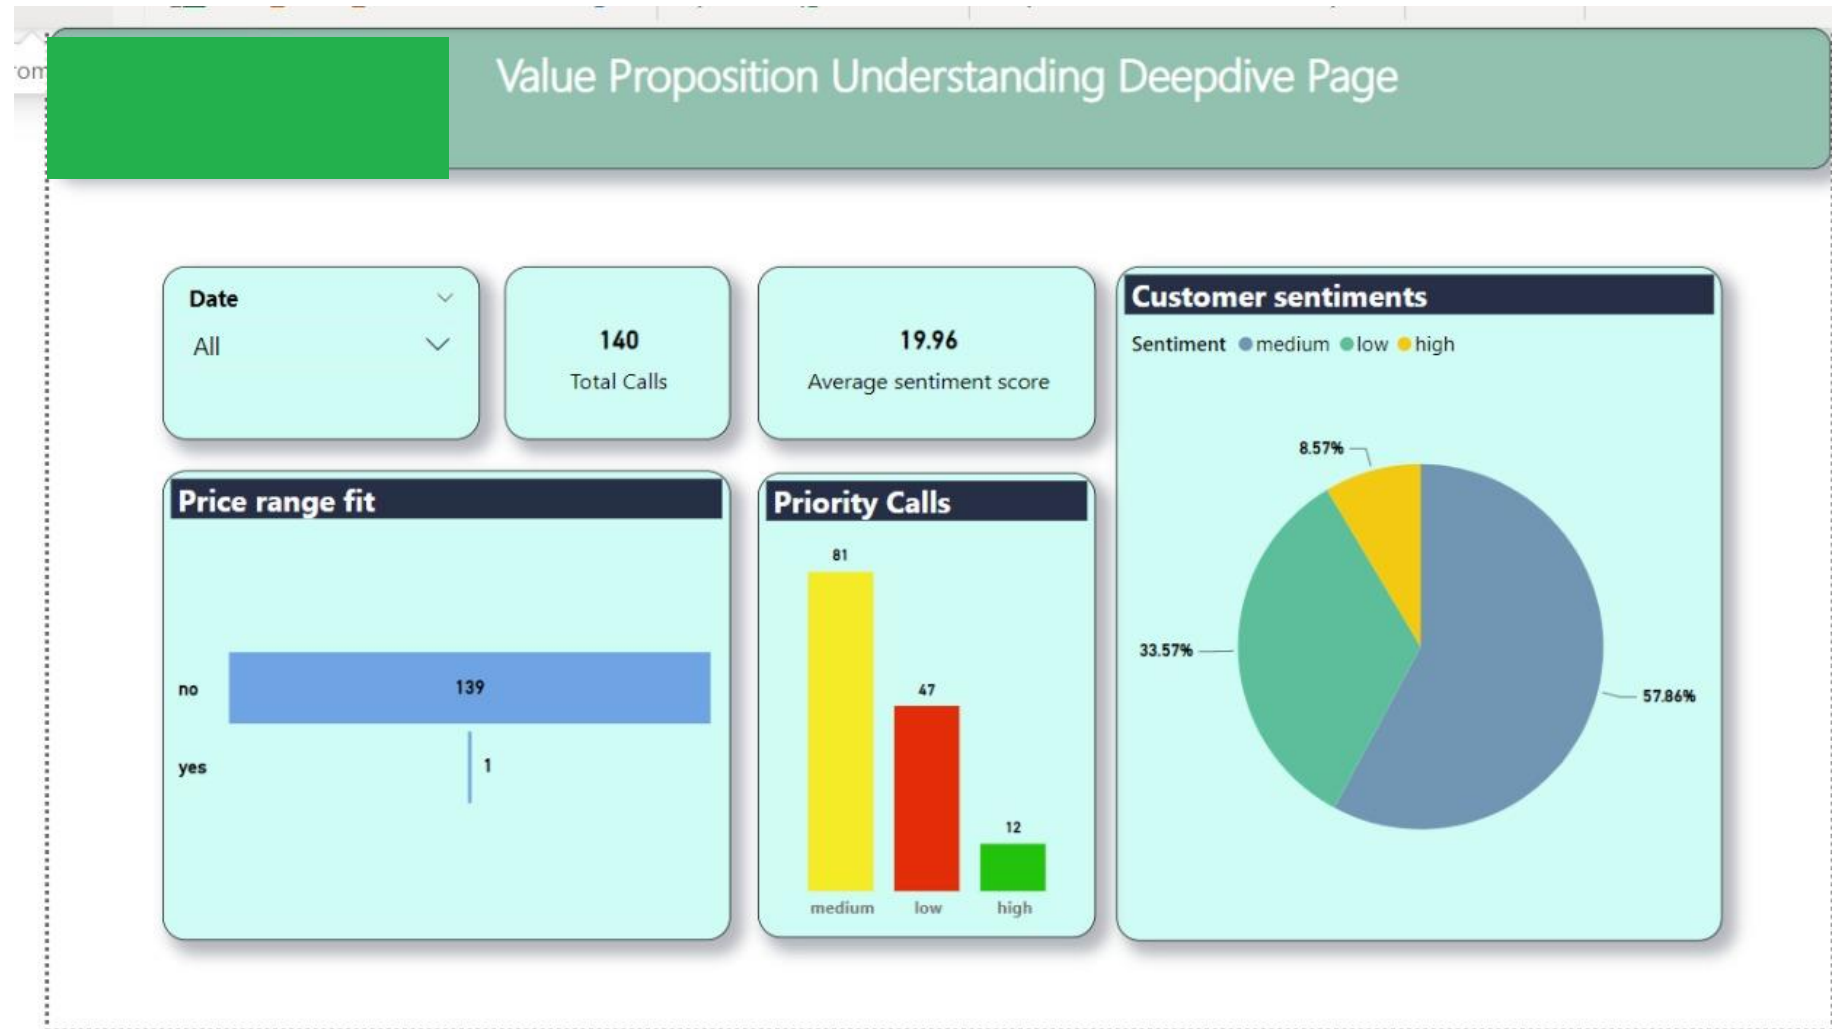 Value Proposition Understanding Deepdive Page
Date
All
140
Total Calls
19.96
Average sentiment score
Customer sentiments
Sentiment medium low high
8.57%
33.57%
57.86%
Price range fit
no 139
yes 1
Priority Calls
81
47
12
medium low high